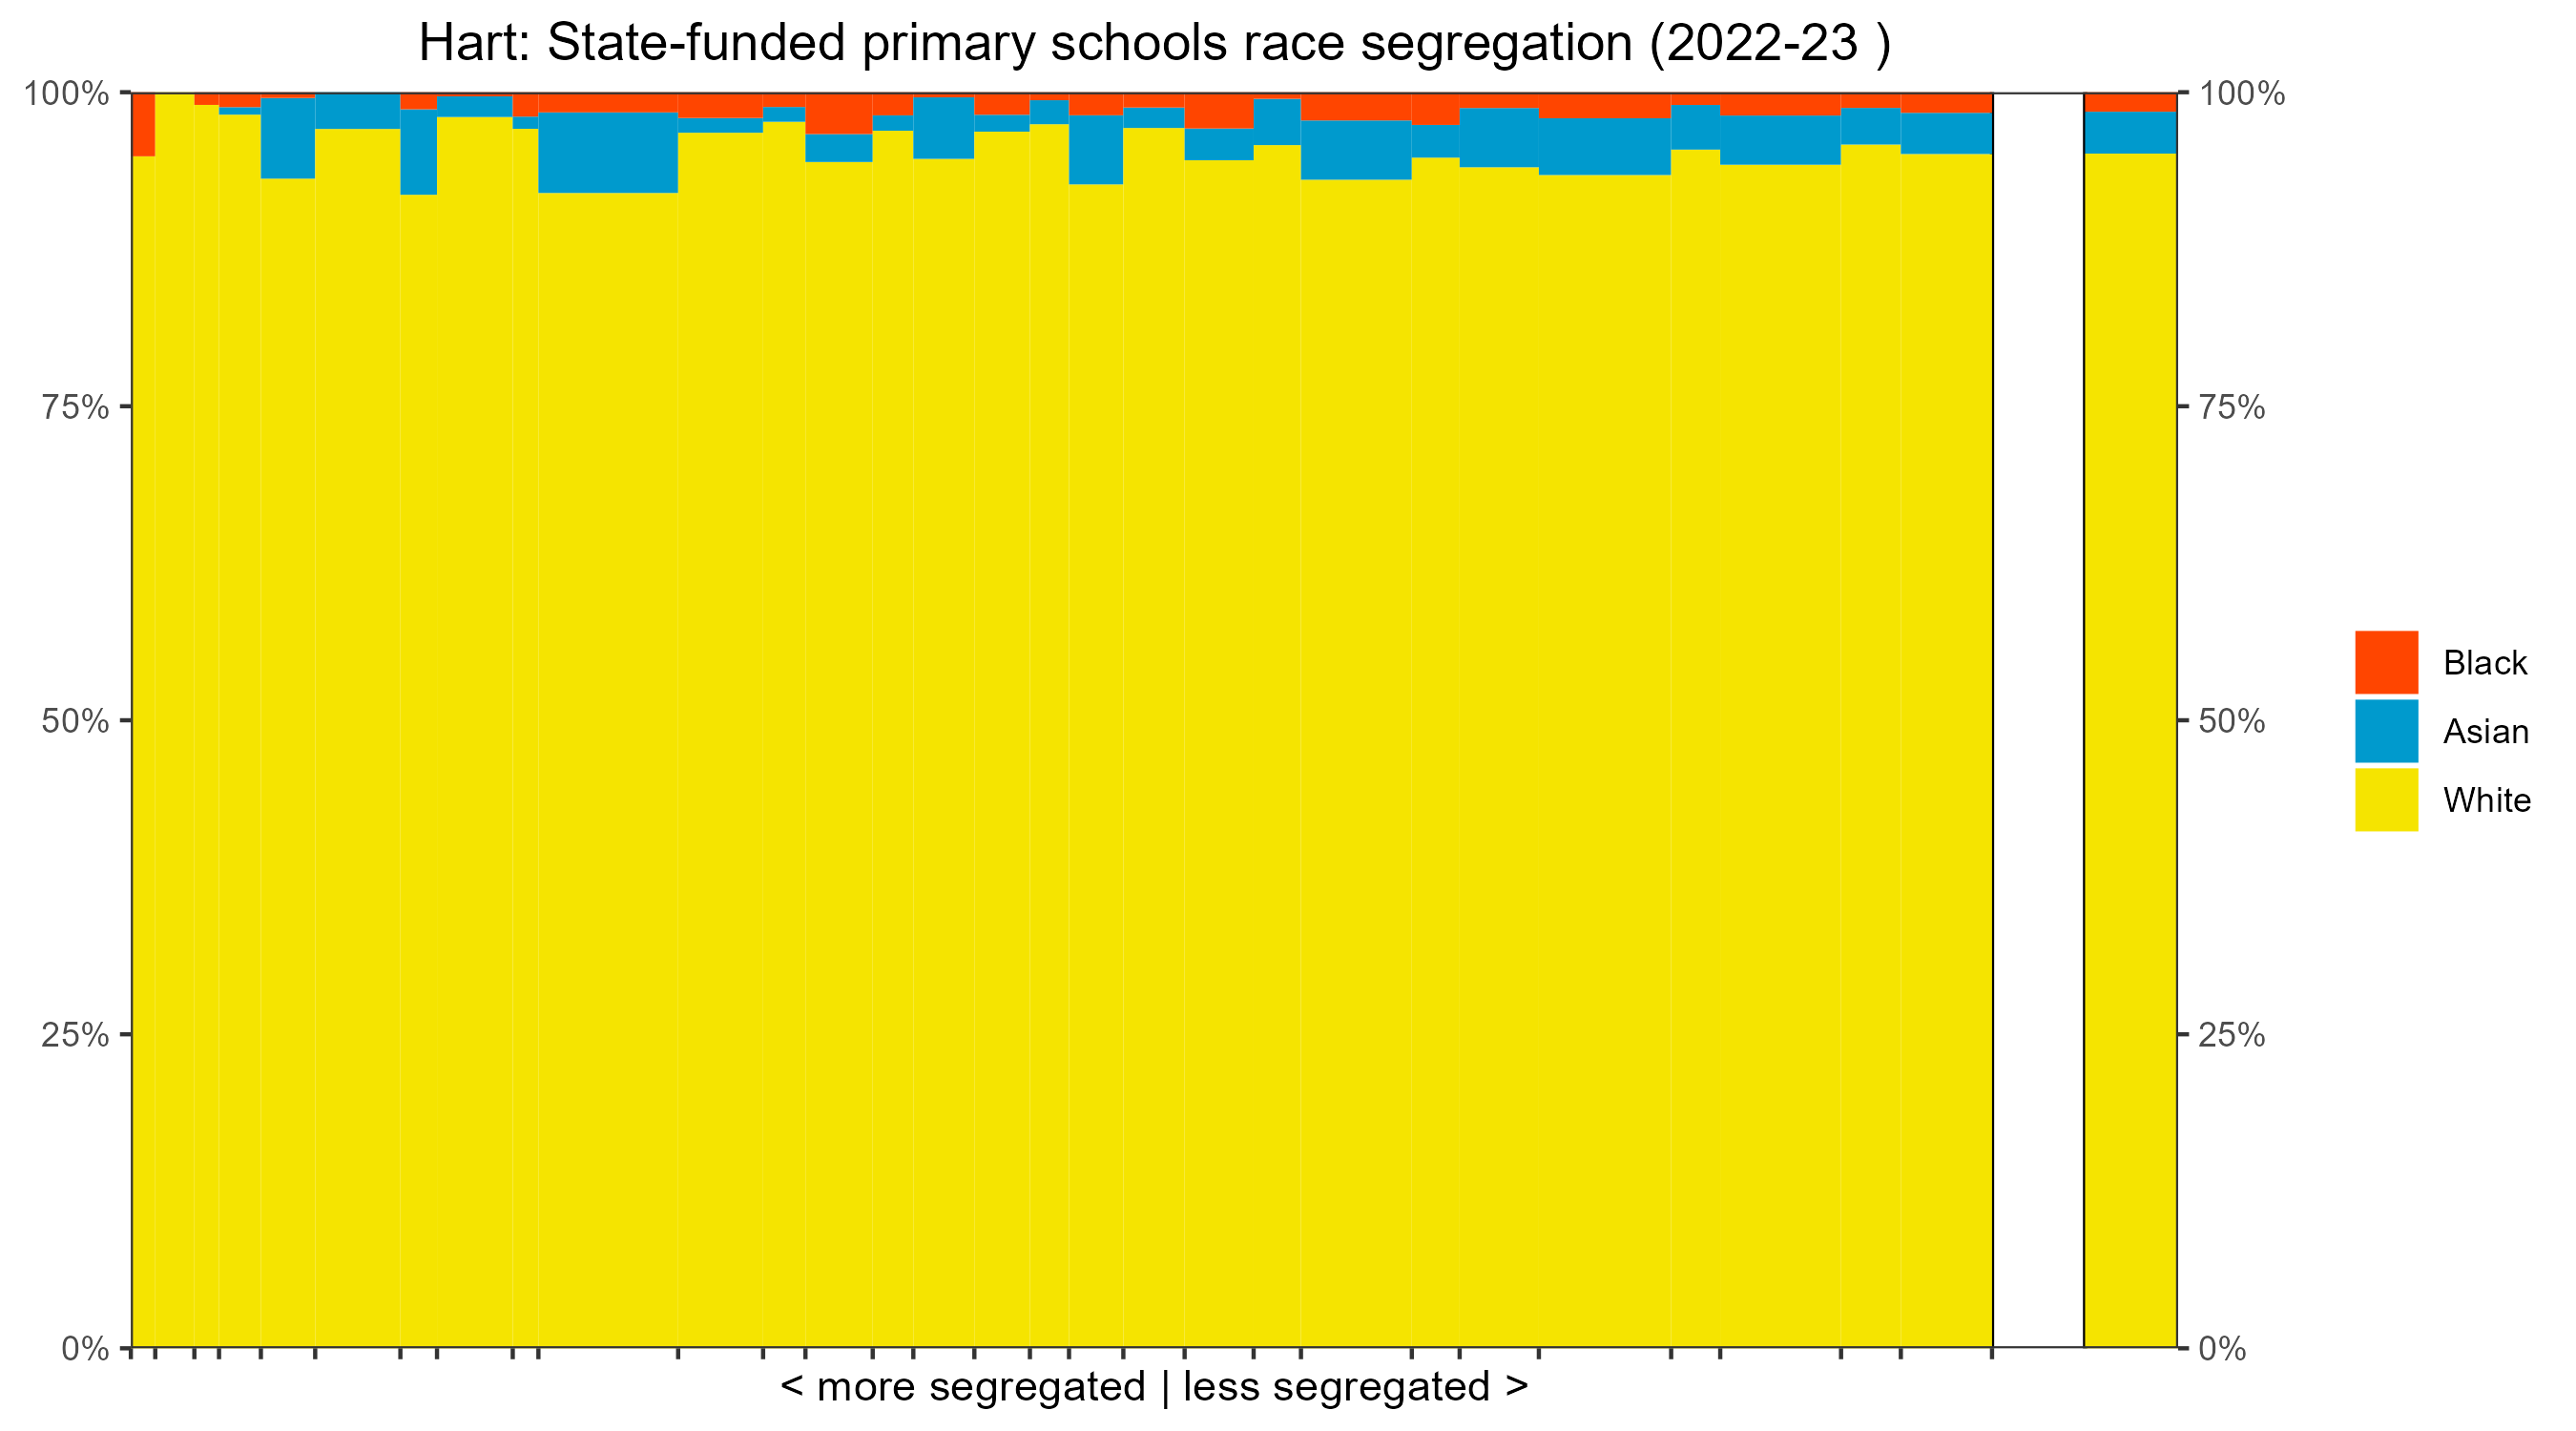 Hart: State-funded primary schools race segregation (2022-23 )
100%
75%
50%
25%
0%
100%
75%
50%
25%
0%
< more segregated | less segregated >
Black
Asian
White